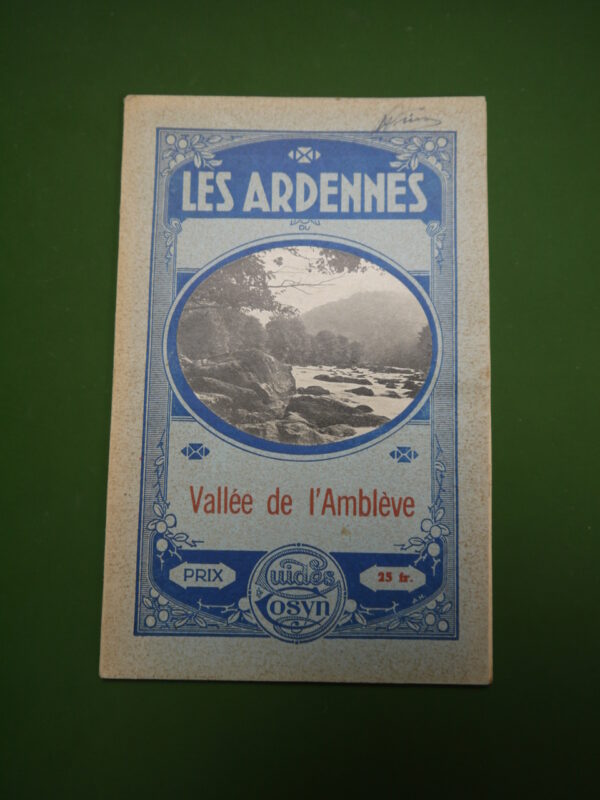 LES ARDENNES
DU
Vallée de l'Amblève
PRIX
Guides
Cosyn
25 fr.